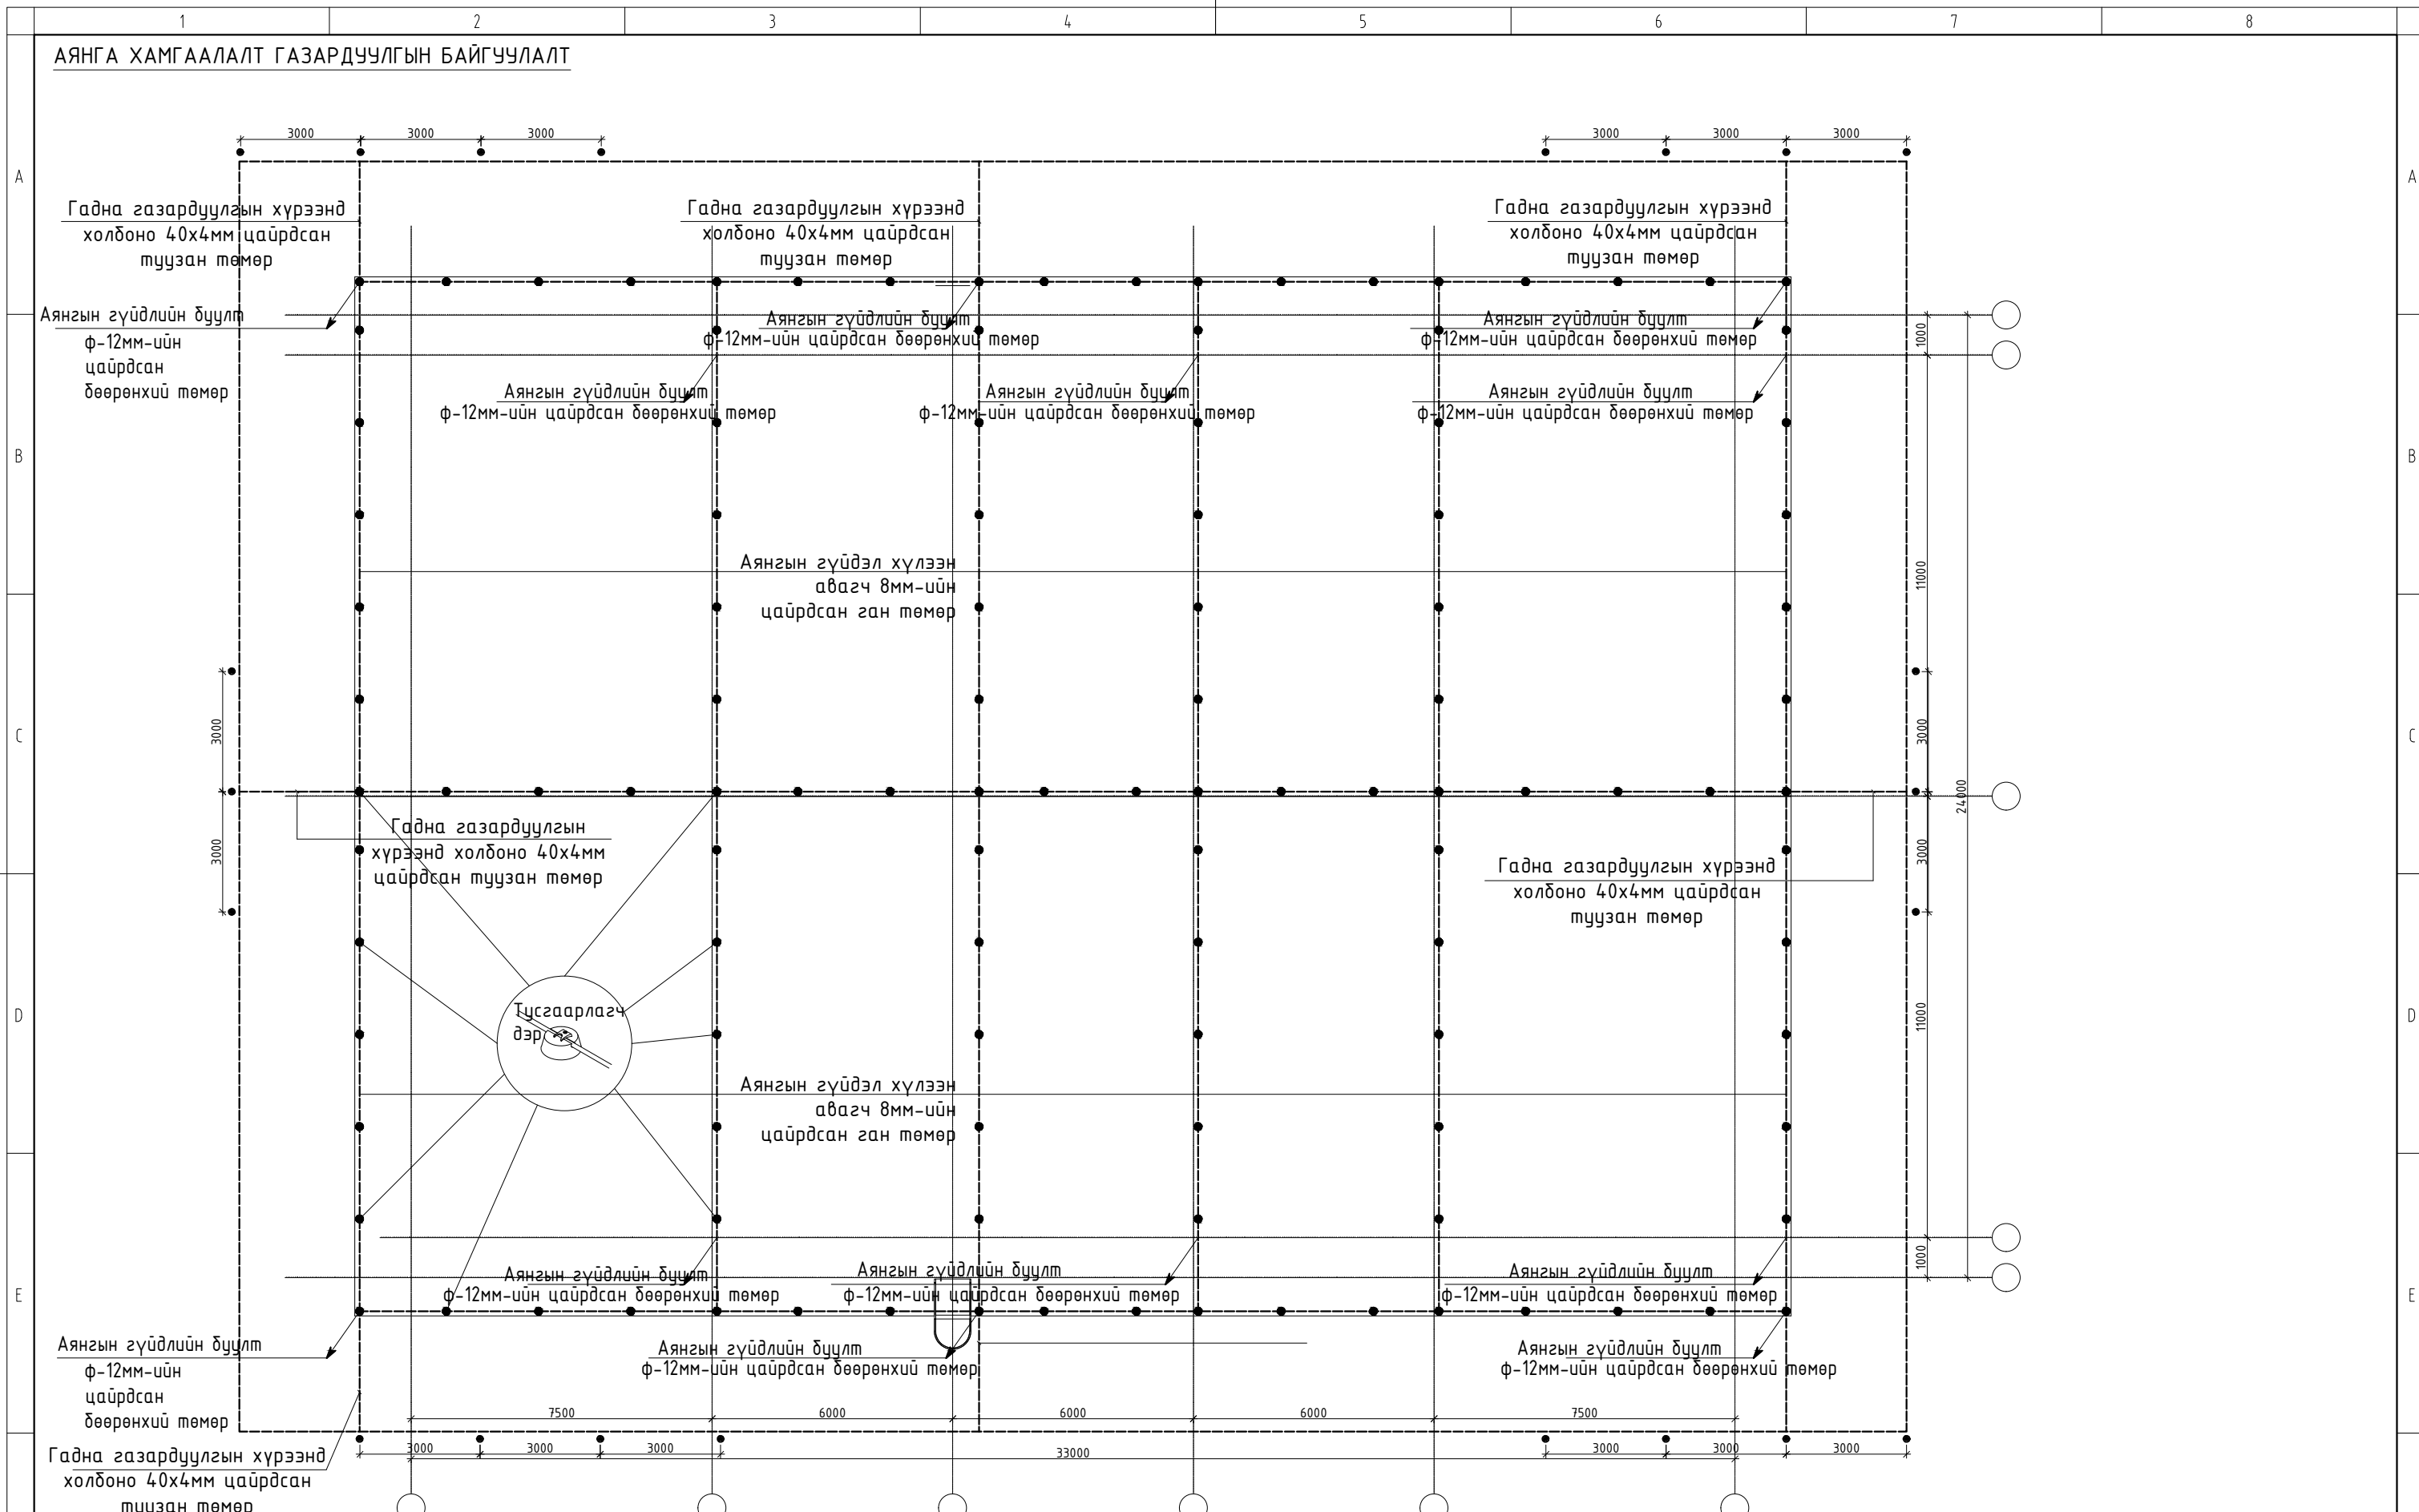 1 2 3 4 5 6 7 8
АЯНГА ХАМГААЛАЛТ ГАЗАРДУУЛГЫН БАЙГУУЛАЛТ
3000 3000 3000
3000 3000 3000
A
A
Гадна газардуулгын хүрээнд
холбоно 40x4мм цайрдсан
туузан төмөр
Гадна газардуулгын хүрээнд
холбоно 40x4мм цайрдсан
туузан төмөр
Гадна газардуулгын хүрээнд
холбоно 40x4мм цайрдсан
туузан төмөр
Аянгын гүйдлийн буулт
ф-12мм-ийн
цайрдсан
бөөрөнхий төмөр
Аянгын гүйдлийн буулт
ф-12мм-ийн цайрдсан бөөрөнхий төмөр
Аянгын гүйдлийн буулт
ф-12мм-ийн цайрдсан бөөрөнхий төмөр
1000
Аянгын гүйдлийн буулт
ф-12мм-ийн цайрдсан бөөрөнхий төмөр
Аянгын гүйдлийн буулт
ф-12мм-ийн цайрдсан бөөрөнхий төмөр
Аянгын гүйдлийн буулт
ф-12мм-ийн цайрдсан бөөрөнхий төмөр
B
B
Аянгын гүйдэл хүлээн
авагч 8мм-ийн
цайрдсан ган төмөр
11000
C
C
3000
3000
24000
3000
3000
Гадна газардуулгын
хүрээнд холбоно 40x4мм
цайрдсан туузан төмөр
Гадна газардуулгын хүрээнд
холбоно 40x4мм цайрдсан
туузан төмөр
D
D
Тусгаарлагч
дэр
11000
Аянгын гүйдэл хүлээн
авагч 8мм-ийн
цайрдсан ган төмөр
1000
Аянгын гүйдлийн буулт
ф-12мм-ийн цайрдсан бөөрөнхий төмөр
Аянгын гүйдлийн буулт
ф-12мм-ийн цайрдсан бөөрөнхий төмөр
Аянгын гүйдлийн буулт
ф-12мм-ийн цайрдсан бөөрөнхий төмөр
E
E
Аянгын гүйдлийн буулт
ф-12мм-ийн
цайрдсан
бөөрөнхий төмөр
Аянгын гүйдлийн буулт
ф-12мм-ийн цайрдсан бөөрөнхий төмөр
Аянгын гүйдлийн буулт
ф-12мм-ийн цайрдсан бөөрөнхий төмөр
7500 6000 6000 6000 7500
3000 3000 3000
33000
3000 3000 3000
Гадна газардуулгын хүрээнд
холбоно 40x4мм цайрдсан
туузан төмөр